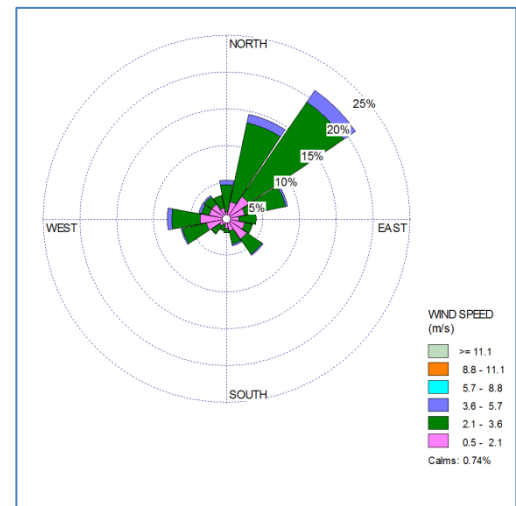 NORTH
25%
20%
15%
10%
5%
WEST
EAST
SOUTH
WIND SPEED
(m/s)
>= 11.1
8.8 - 11.1
5.7 - 8.8
3.6 - 5.7
2.1 - 3.6
0.5 - 2.1
Calms: 0.74%